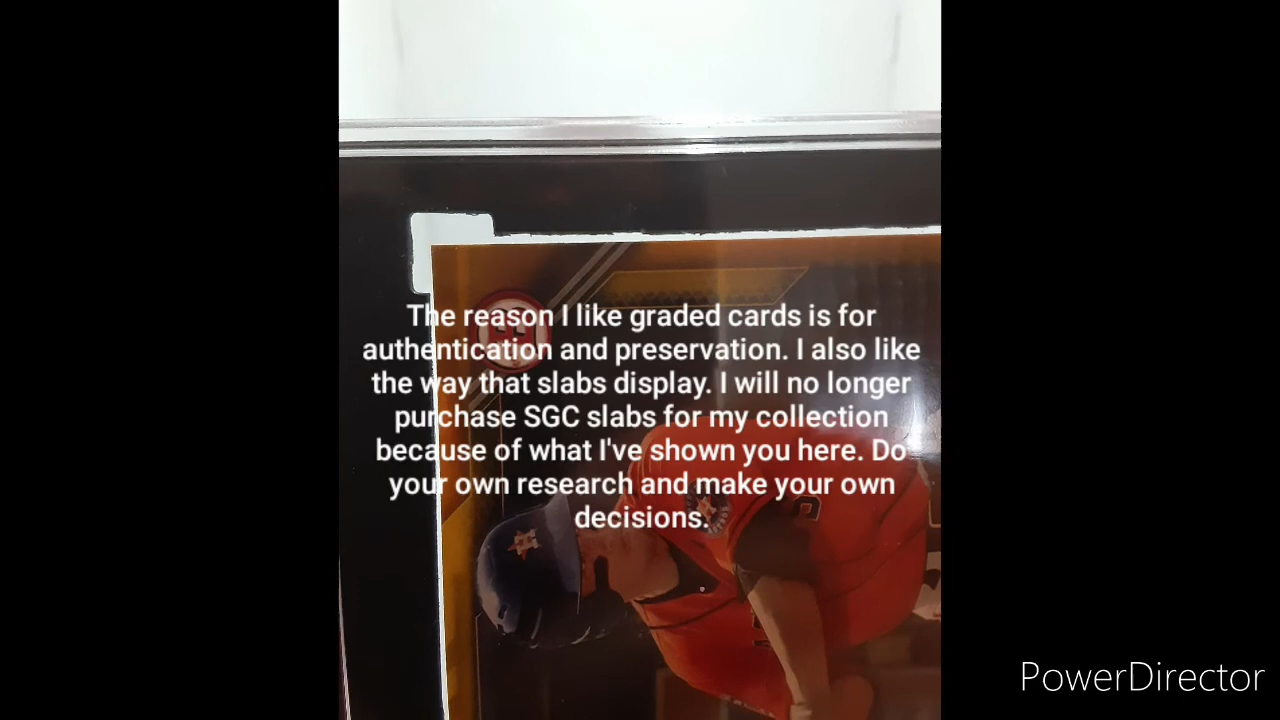 The reason I like graded cards is for
authentication and preservation. I also like
the way that slabs display. I will no longer
purchase SGC slabs for my collection
because of what I've shown you here. Do
your own research and make your own
decisions.
PowerDirector